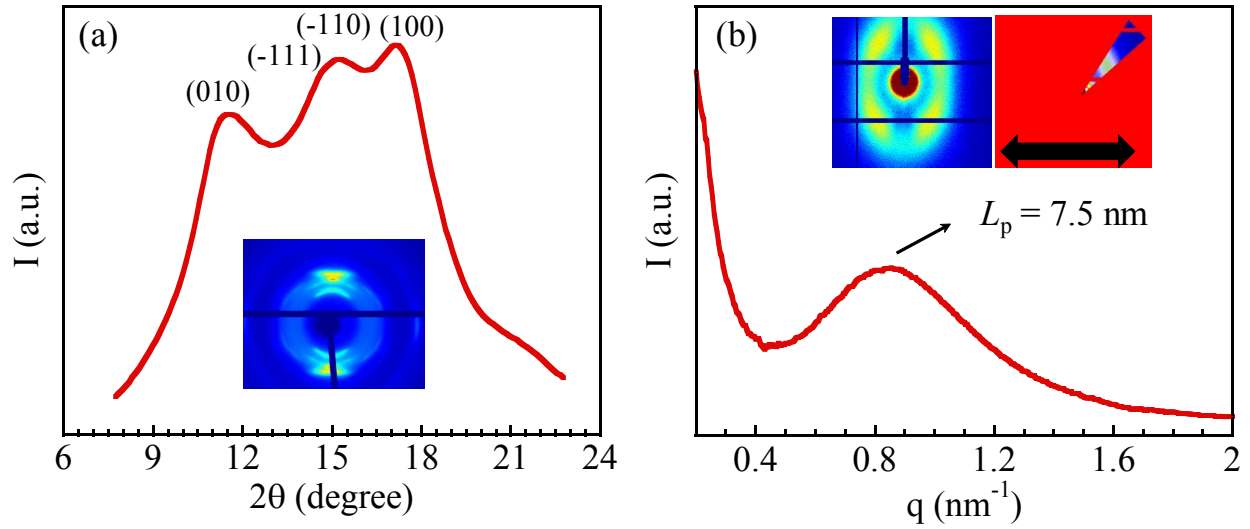 (a)
(010)
(-111)
(-110)
(100)
I (a.u.)
6
9
12
15
18
21
24
2θ (degree)
(b)
L_p = 7.5 nm
I (a.u.)
0.4
0.8
1.2
1.6
2
q (nm⁻¹)